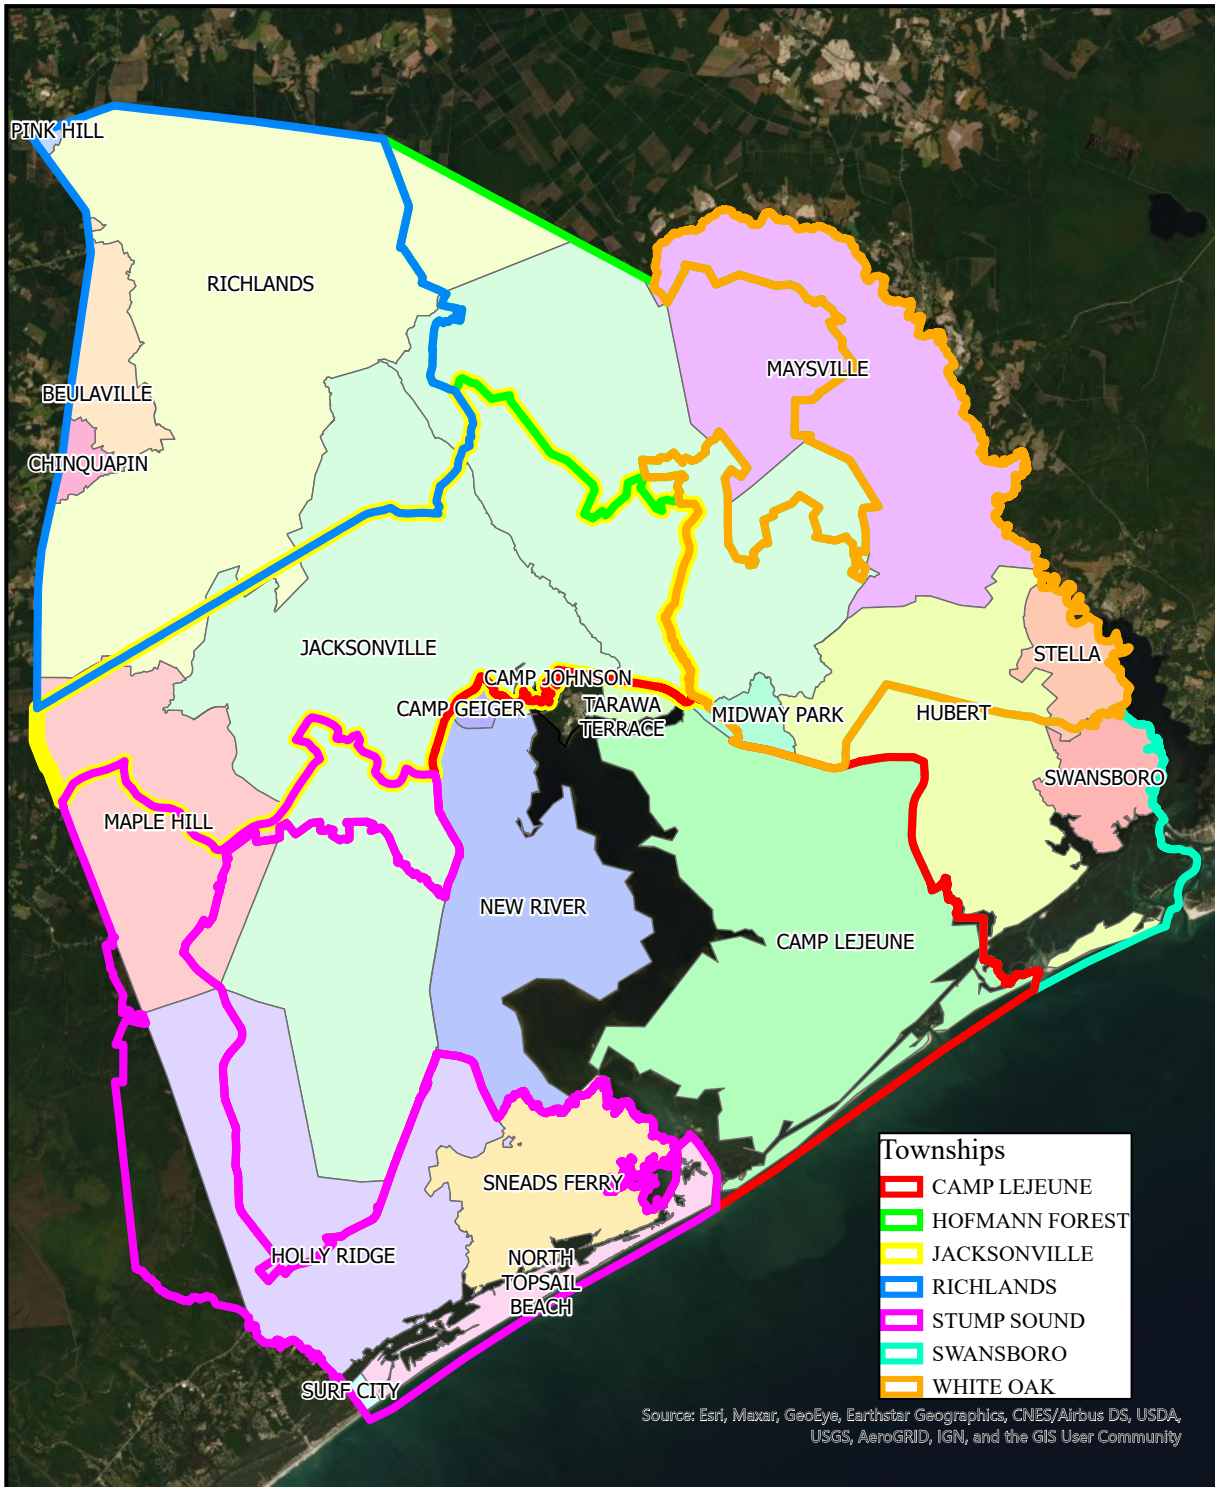 PINK HILL
RICHLANDS
MAYSVILLE
BEULAVILLE
CHINQUAPIN
JACKSONVILLE
STELLA
CAMP JOHNSON
CAMP GEIGER
TARAWA
TERRACE
MIDWAY PARK
HUBERT
SWANSBORO
MAPLE HILL
NEW RIVER
CAMP LEJEUNE
SNEADS FERRY
HOLLY RIDGE
NORTH
TOPSAIL
BEACH
SURF CITY
Townships
CAMP LEJEUNE
HOFMANN FOREST
JACKSONVILLE
RICHLANDS
STUMP SOUND
SWANSBORO
WHITE OAK
Source: Esri, Maxar, GeoEye, Earthstar Geographics, CNES/Airbus DS, USDA,
USGS, AeroGRID, IGN, and the GIS User Community